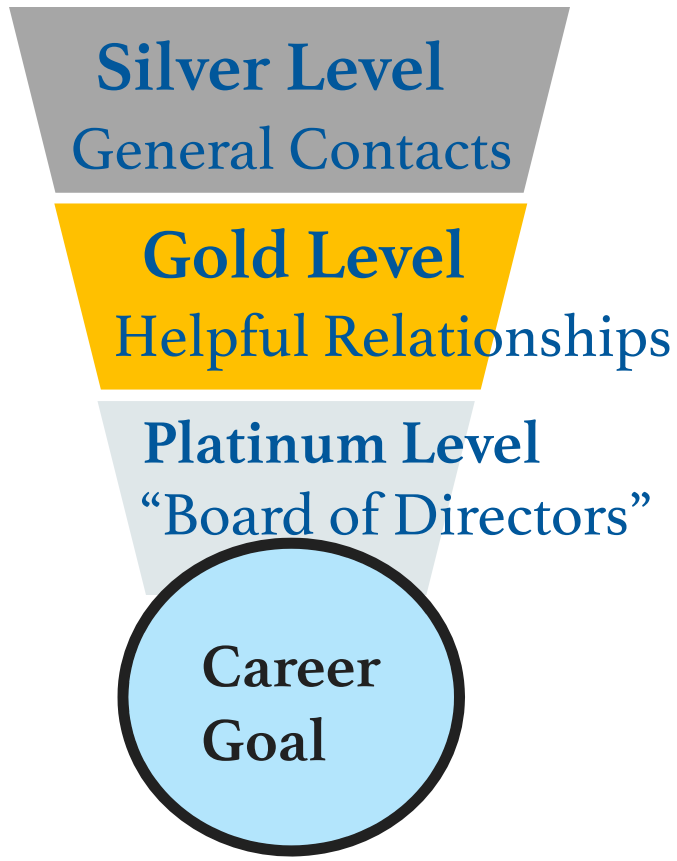 Silver Level
General Contacts
Gold Level
Helpful Relationships
Platinum Level
“Board of Directors”
Career
Goal